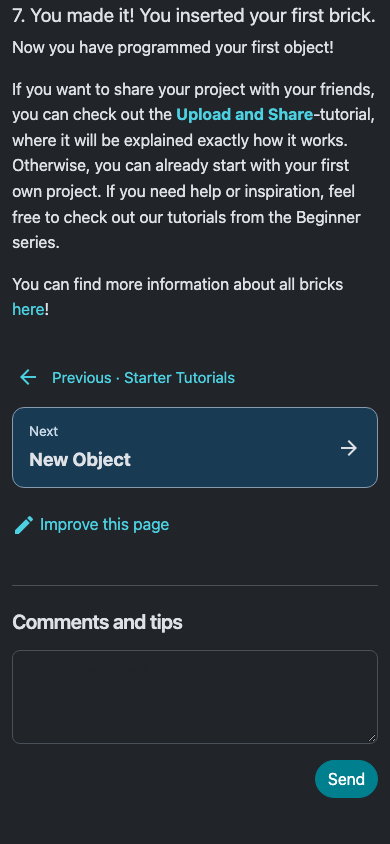 7. You made it! You inserted your first brick.
Now you have programmed your first object!
If you want to share your project with your friends,
you can check out the Upload and Share-tutorial,
where it will be explained exactly how it works.
Otherwise, you can already start with your first
own project. If you need help or inspiration, feel
free to check out our tutorials from the Beginner
series.
You can find more information about all bricks
here!
Previous · Starter Tutorials
Next
New Object
Improve this page
Comments and tips
Send